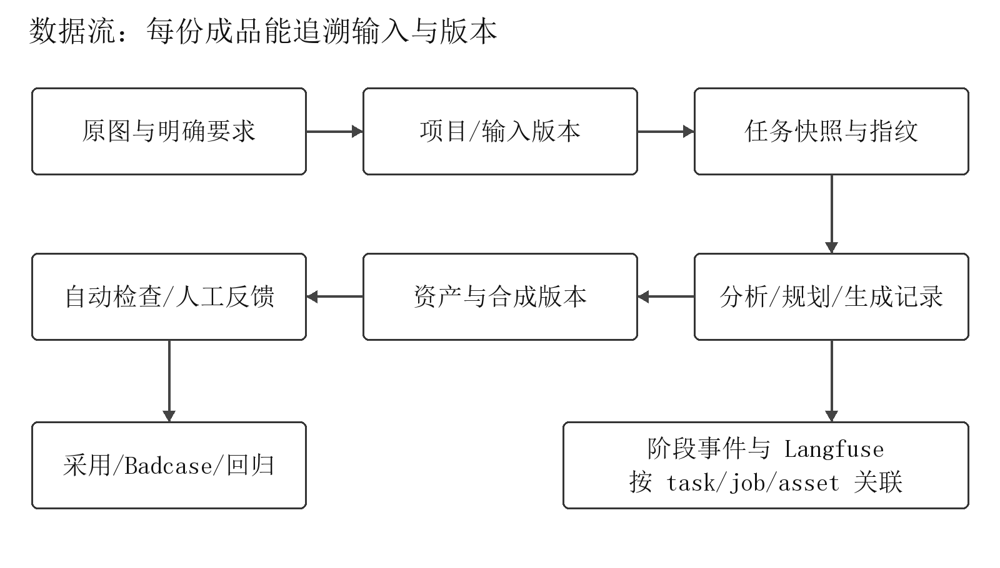 数据流：每份成品能追溯输入与版本
原图与明确要求
项目/输入版本
任务快照与指纹
自动检查/人工反馈
资产与合成版本
分析/规划/生成记录
采用/Badcase/回归
阶段事件与 Langfuse
按 task/job/asset 关联